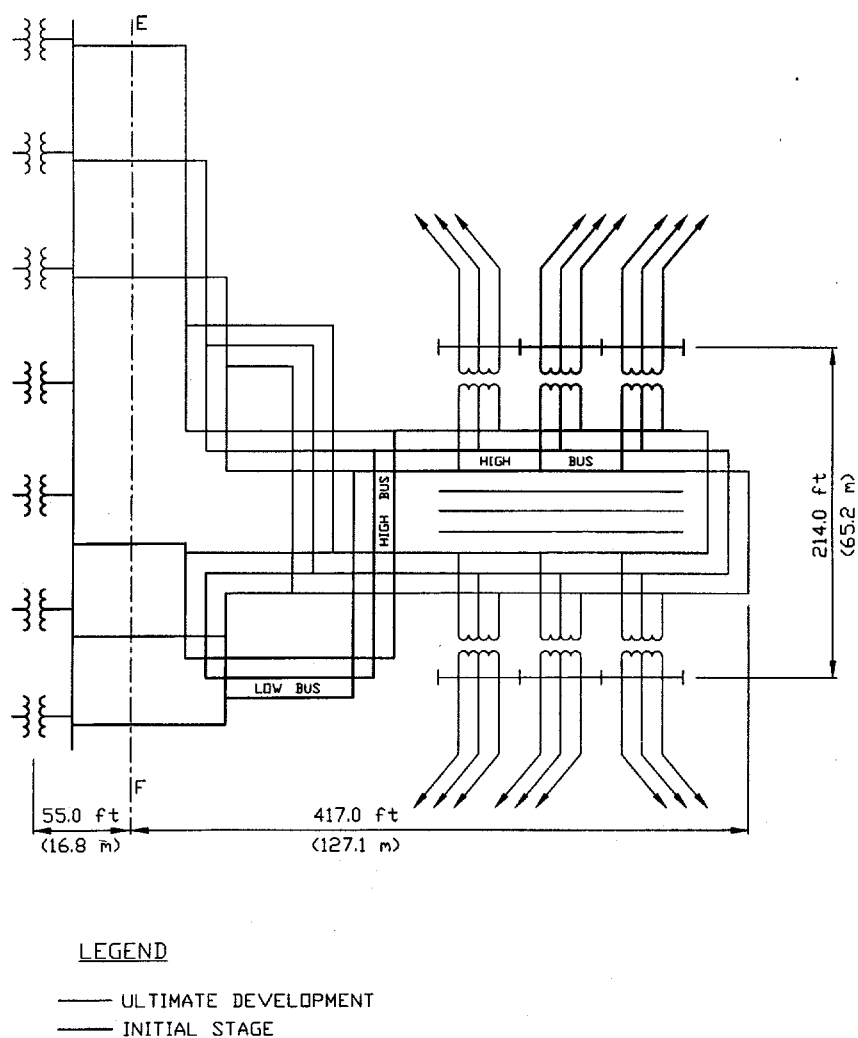 E
HIGH BUS
HIGH BUS
214.0 ft
(65.2 m)
LOW BUS
F
55.0 ft
(16.8 m)
417.0 ft
(127.1 m)
LEGEND
ULTIMATE DEVELOPMENT
INITIAL STAGE